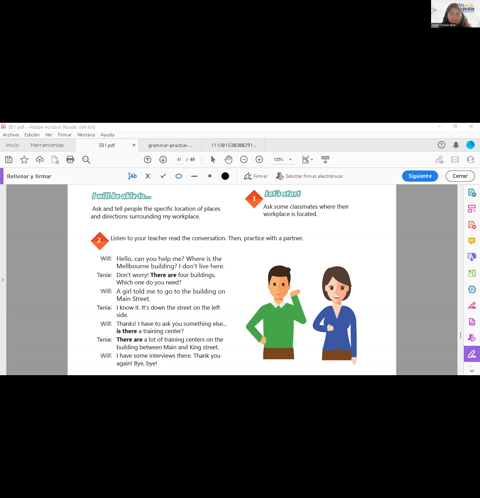 SB1.pdf - Adobe Acrobat Reader (64-bit)
Archivo Edición Ver Firmar Ventana Ayuda
Inicio Herramientas SB1.pdf × grammar-practice-...
41 / 49 100%
Rellenar y firmar Ab Firmar Solicitar firmas electrónicas Siguiente Cerrar
I will be able to...
Ask and tell people the specific location of places
and directions surrounding my workplace.
1 Let's start
Ask some classmates where their
workplace is located.
2 Listen to your teacher read the conversation. Then, practice with a partner.
Will: Hello, can you help me? Where is the
Mellbourne building? I don't live here.
Tania: Don't worry! There are four buildings,
Which one do you need?
Will: A girl told me to go to the building on
Main Street.
Tania: I know it. It's down the street on the left
side.
Will: Thanks! I have to ask you something else...
is there a training center?
Tania: There are a lot of training centers on the
building between Main and King street.
Will: I have some interviews there. Thank you
again! Bye, bye!